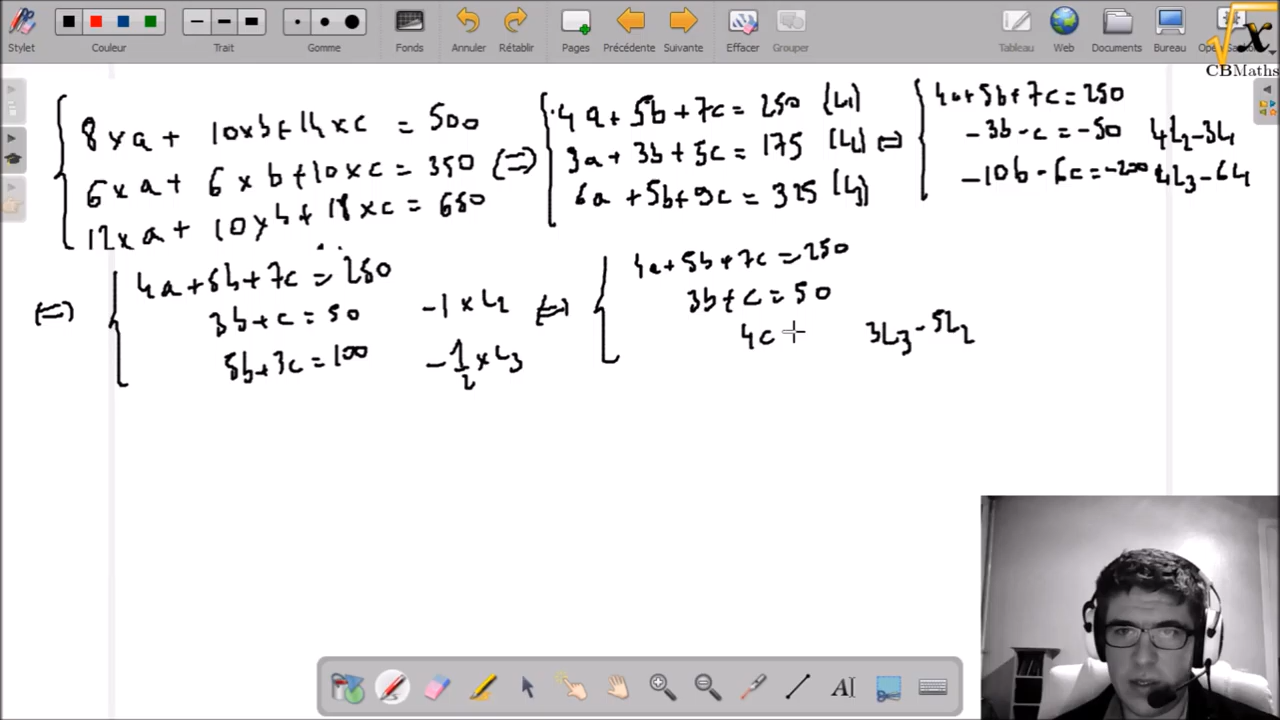 Stylet Couleur Trait Gomme Fonds Annuler Rétablir Pages Précédente Suivante Effacer Grouper Tableau Web Documents Bureau
CBMaths
8×a + 10×b+14×c = 500
6×a + 6×b+10×c = 350
12×a + 10×b+ 18×c = 650
⇔ 4a+5b+7c = 250 (L1)
3a+3b+5c = 175 (L2)
6a+5b+9c = 325 (L3)
⇔ 4a+5b+7c=250
-3b-c=-50 4L2-3L1
-10b-6c=-200 4L3-6L1
⇔ 4a+5b+7c=250
3b+c=50 -1×L2
5b+3c=100 -1/2×L3
⇔ 4a+5b+7c=250
3b+c=50
4c 3L3-5L2
AI